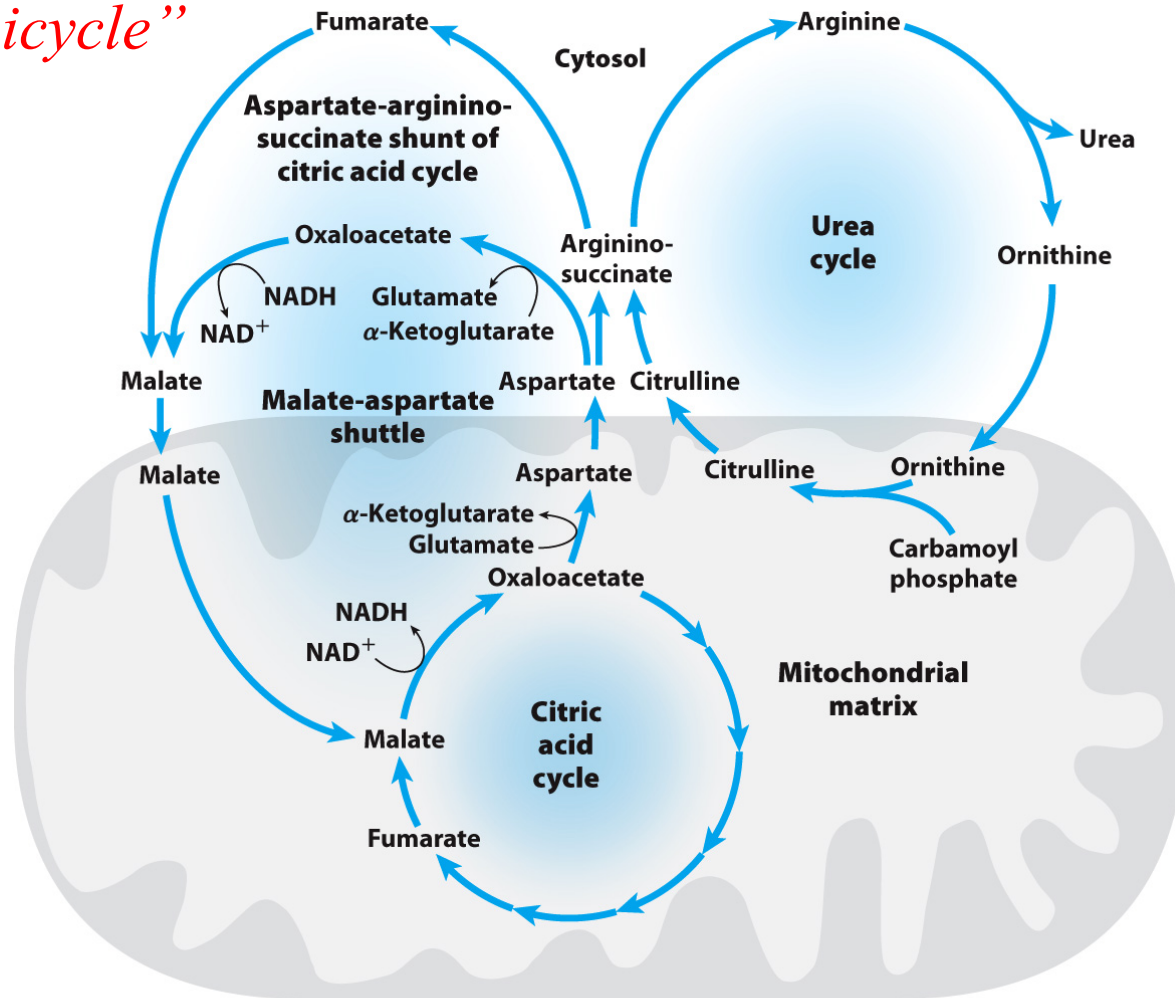 icycle”
Fumarate
Arginine
Cytosol
Aspartate-arginino-
succinate shunt of
citric acid cycle
Urea
Oxaloacetate
Arginino-
succinate
Urea
cycle
Ornithine
NADH
NAD+
Glutamate
α-Ketoglutarate
Malate
Aspartate
Citrulline
Malate-aspartate
shuttle
Malate
Aspartate
Citrulline
Ornithine
α-Ketoglutarate
Glutamate
Carbamoyl
phosphate
Oxaloacetate
NADH
NAD+
Mitochondrial
matrix
Citric
acid
cycle
Malate
Fumarate